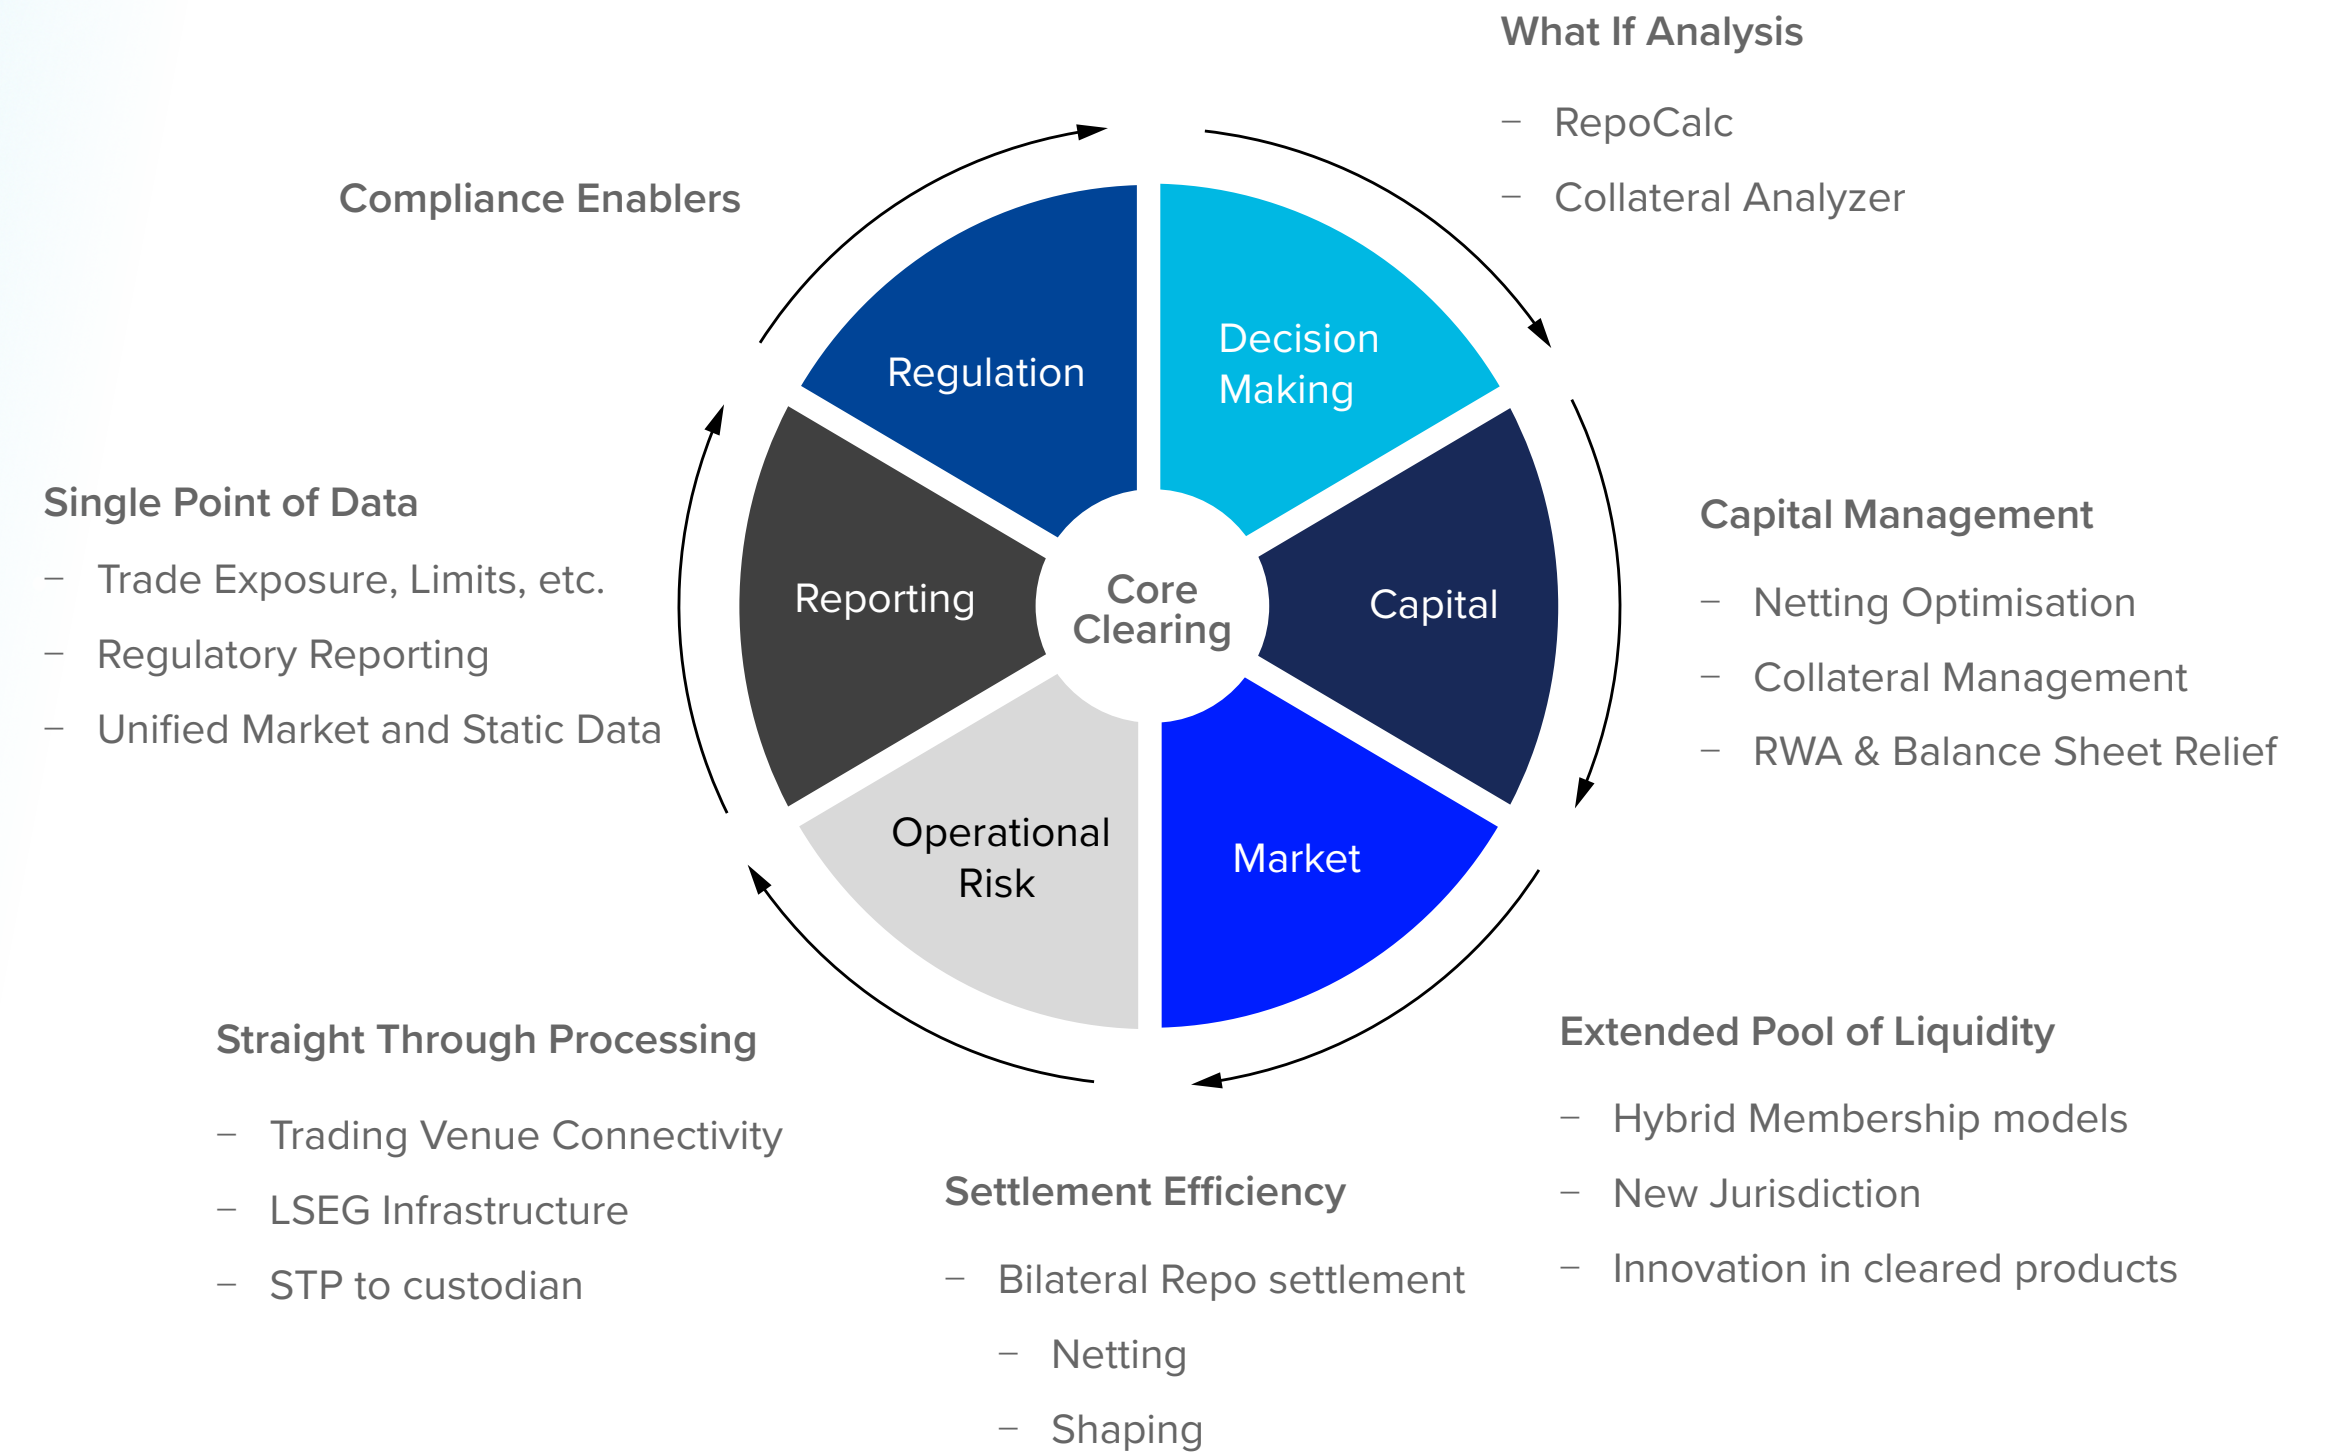 What If Analysis
– RepoCalc
– Collateral Analyzer
Compliance Enablers
Regulation
Decision
Making
Single Point of Data
– Trade Exposure, Limits, etc.
– Regulatory Reporting
– Unified Market and Static Data
Reporting
Core
Clearing
Capital
Capital Management
– Netting Optimisation
– Collateral Management
– RWA & Balance Sheet Relief
Operational
Risk
Market
Straight Through Processing
– Trading Venue Connectivity
– LSEG Infrastructure
– STP to custodian
Settlement Efficiency
– Bilateral Repo settlement
– Netting
– Shaping
Extended Pool of Liquidity
– Hybrid Membership models
– New Jurisdiction
– Innovation in cleared products